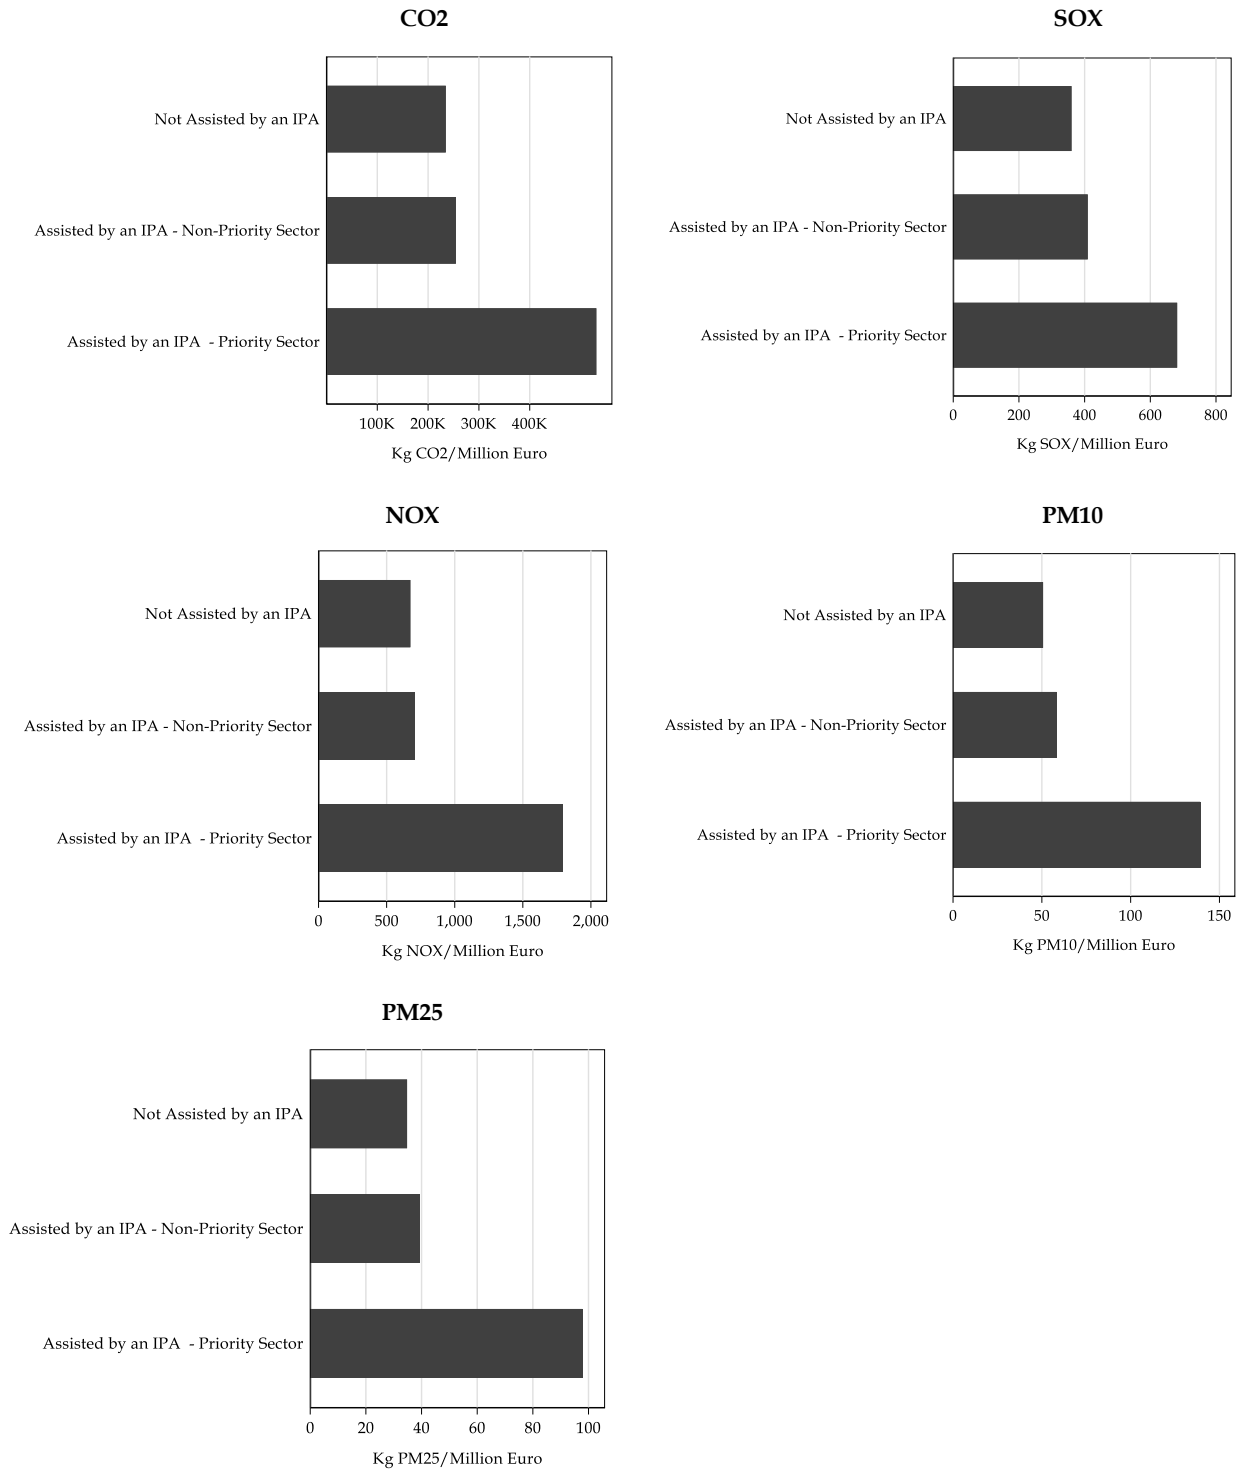 CO2
Not Assisted by an IPA
Assisted by an IPA - Non-Priority Sector
Assisted by an IPA  - Priority Sector
100K 200K 300K 400K
Kg CO2/Million Euro
SOX
Not Assisted by an IPA
Assisted by an IPA - Non-Priority Sector
Assisted by an IPA  - Priority Sector
0 200 400 600 800
Kg SOX/Million Euro
NOX
Not Assisted by an IPA
Assisted by an IPA - Non-Priority Sector
Assisted by an IPA  - Priority Sector
0 500 1,000 1,500 2,000
Kg NOX/Million Euro
PM10
Not Assisted by an IPA
Assisted by an IPA - Non-Priority Sector
Assisted by an IPA  - Priority Sector
0 50 100 150
Kg PM10/Million Euro
PM25
Not Assisted by an IPA
Assisted by an IPA - Non-Priority Sector
Assisted by an IPA  - Priority Sector
0 20 40 60 80 100
Kg PM25/Million Euro